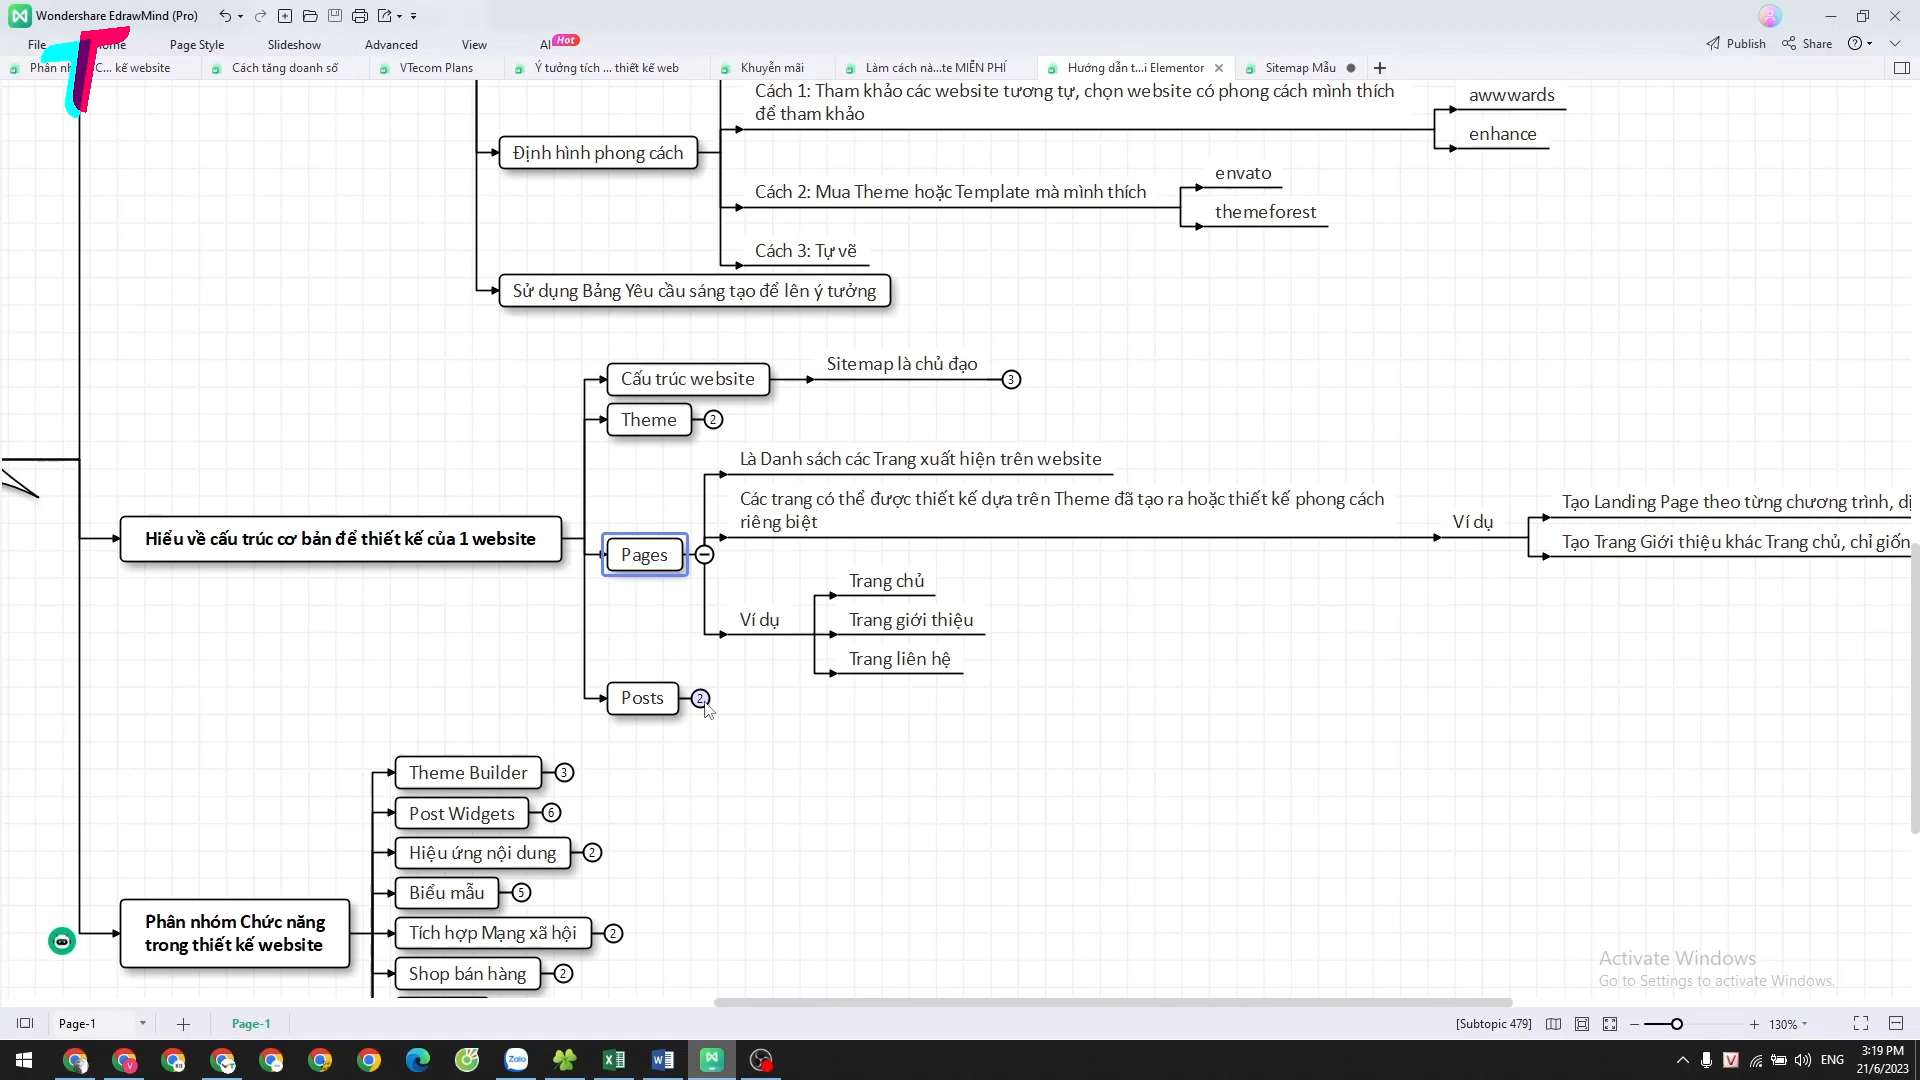 Wondershare EdrawMind (Pro)
File
Page Style
Slideshow
Advanced
View
AI
Hot
Publish
Share
C... kế website
Cách tăng doanh số
VTecom Plans
Ý tưởng tích ... thiết kế web
Khuyễn mãi
Làm cách nà...te MIỄN PHÍ
Hướng dẫn t...i Elementor
Sitemap Mẫu
Cách 1: Tham khảo các website tương tự, chọn website có phong cách mình thích
để tham khảo
awwwards
enhance
Định hình phong cách
Cách 2: Mua Theme hoặc Template mà mình thích
envato
themeforest
Cách 3: Tự vẽ
Sử dụng Bảng Yêu cầu sáng tạo để lên ý tưởng
Cấu trúc website
Sitemap là chủ đạo
3
Theme
2
Là Danh sách các Trang xuất hiện trên website
Các trang có thể được thiết kế dựa trên Theme đã tạo ra hoặc thiết kế phong cách
riêng biệt
Ví dụ
Tạo Landing Page theo từng chương trình,
Tạo Trang Giới thiệu khác Trang chủ, chỉ giốn
Hiểu về cấu trúc cơ bản để thiết kế của 1 website
Pages
Ví dụ
Trang chủ
Trang giới thiệu
Trang liên hệ
Posts
2
Theme Builder
3
Post Widgets
6
Hiệu ứng nội dung
2
Biểu mẫu
5
Phân nhóm Chức năng
trong thiết kế website
Tích hợp Mạng xã hội
2
Shop bán hàng
2
Activate Windows
Go to Settings to activate Windows.
Page-1
Page-1
[Subtopic 479]
130%
Zalo
ENG
3:19 PM
21/6/2023